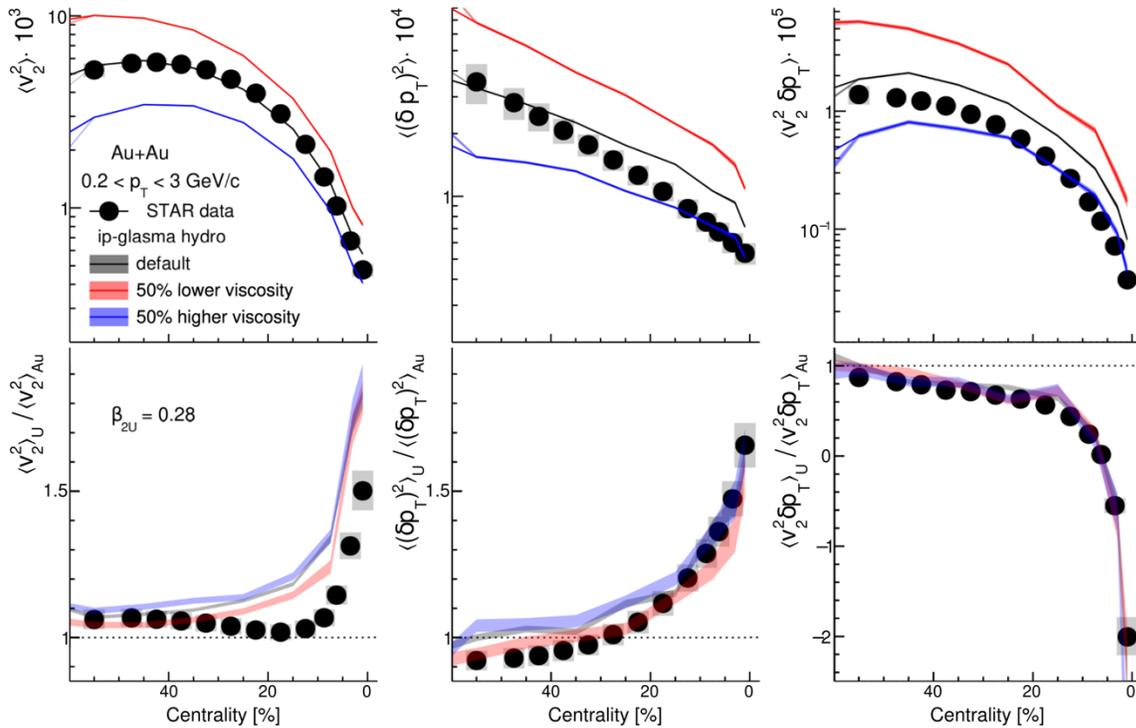 ⟨v₂²⟩· 10³
10
1
Au+Au
0.2 < p_T < 3 GeV/c
STAR data
ip-glasma hydro
default
50% lower viscosity
50% higher viscosity
⟨(δ p_T)²⟩· 10⁴
1
⟨v₂² δp_T⟩· 10⁵
1
10⁻¹
⟨v₂²⟩_U / ⟨v₂²⟩_Au
β_2U = 0.28
1.5
1
40 20 0
Centrality [%]
⟨(δp_T)²⟩_U / ⟨(δp_T)²⟩_Au
1.5
1
40 20 0
Centrality [%]
⟨v₂²δp_T⟩_U / ⟨v₂²δp_T⟩_Au
1
0
−1
−2
40 20 0
Centrality [%]